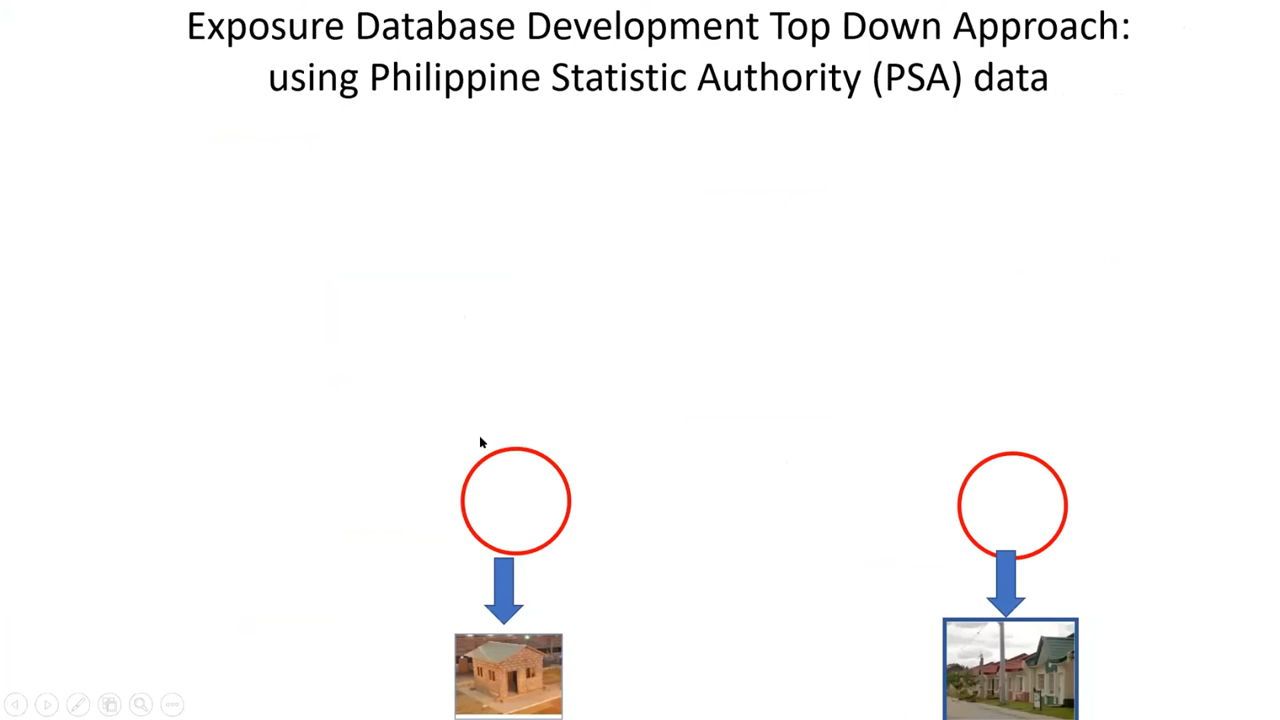 Exposure Database Development Top Down Approach:
using Philippine Statistic Authority (PSA) data